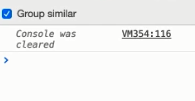 Group similar
Console was VM354:116
cleared